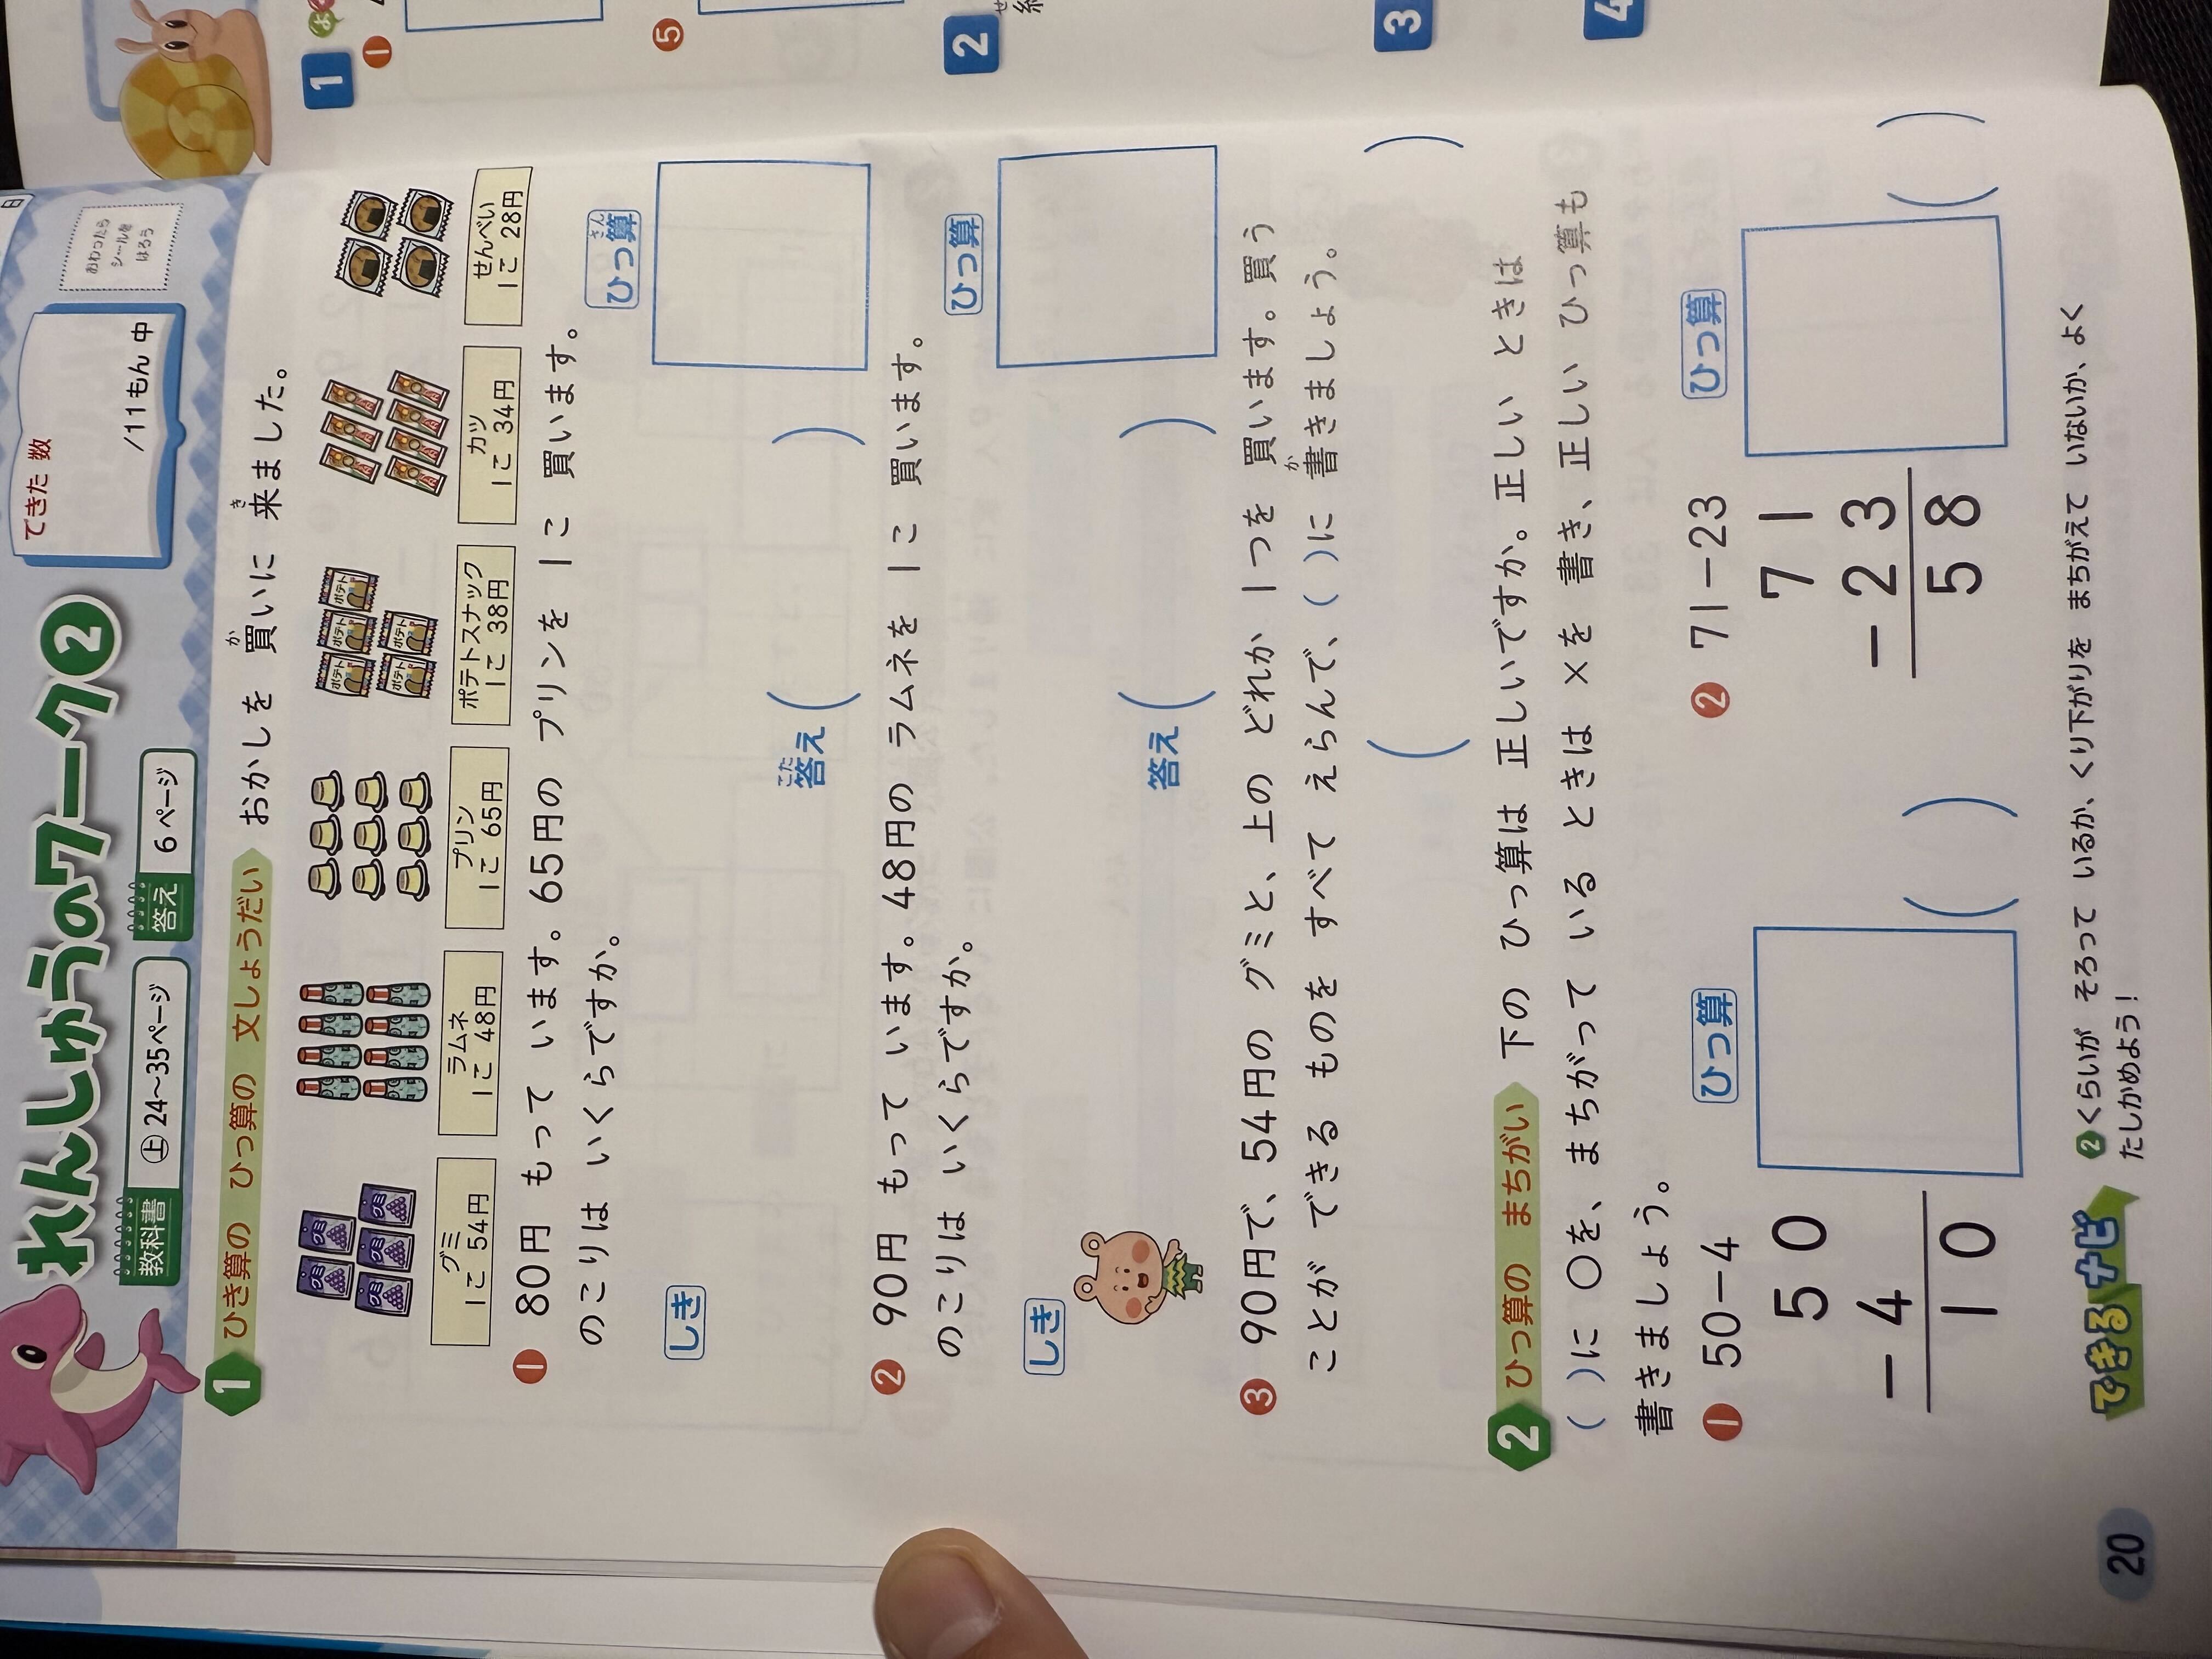 れんしゅうのワーク2
教科書 上24〜35ページ 答え 6ページ
できた 数
/11もん 中
おわったら
シールを
はろう
1 ひき算の ひっ算の 文しょうだい おかしを 買いに 来ました。
か
き
グミ
1こ 54円
ラムネ
1こ 48円
プリン
1こ 65円
ポテトスナック
1こ 38円
カツ
1こ 34円
せんべい
1こ 28円
❶ 80円 もって います。65円の プリンを 1こ 買います。
のこりは いくらですか。
しき
ひっ算
さん
答え( )
こた
❷ 90円 もって います。48円の ラムネを 1こ 買います。
のこりは いくらですか。
しき
ひっ算
答え( )
❸ 90円で、54円の グミと、上の どれか 1つを 買います。買う
ことが できる ものを すべて えらんで、( )に 書きましょう。
か
( )
2 ひっ算の まちがい 下の ひっ算は 正しいですか。正しい ときは
( )に ○を、まちがって いる ときは ×を 書き、正しい ひっ算も
書きましょう。
❶ 50−4
ひっ算
50
− 4
10
( )
❷ 71−23
ひっ算
71
−23
58
( )
できるナビ
2 くらいが そろって いるか、くり下がりを まちがえて いないか、よく
たしかめよう!
20
1
❶
❺
2
3
4